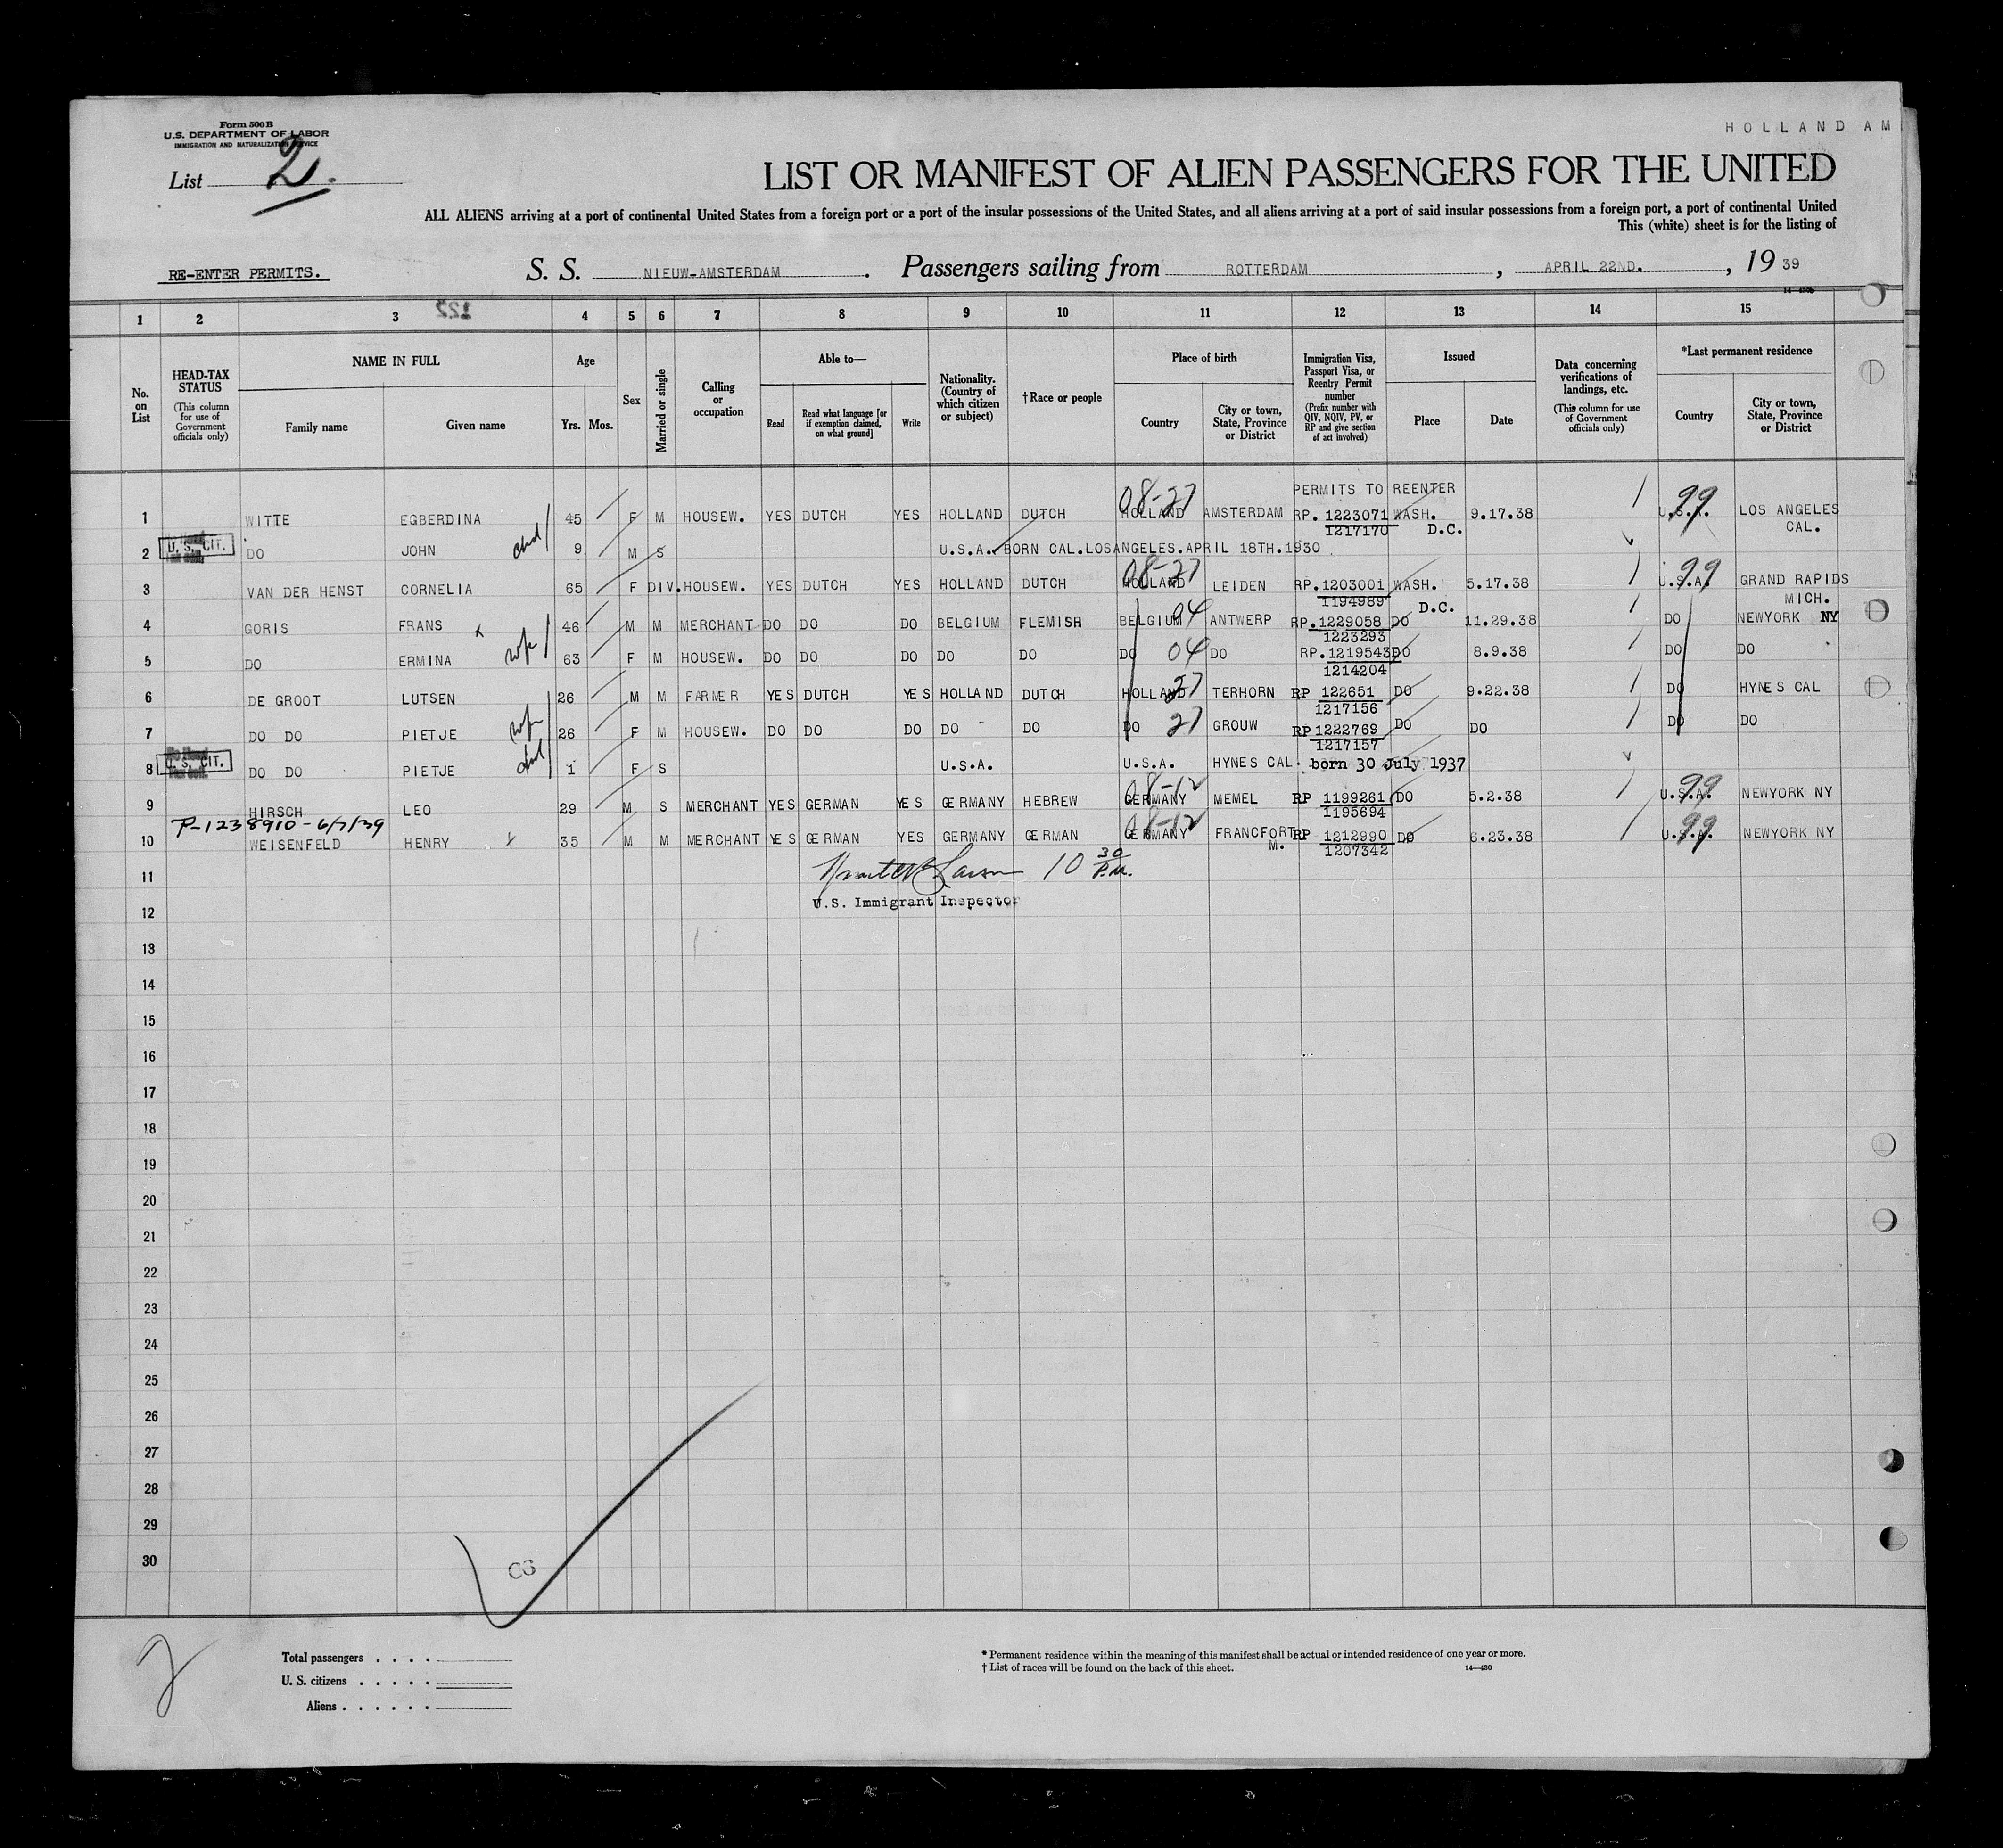 Form 500 B
U.S. DEPARTMENT OF LABOR
IMMIGRATION AND NATURALIZATION SERVICE
HOLLAND AM
List 2.
LIST OR MANIFEST OF ALIEN PASSENGERS FOR THE UNITED
ALL ALIENS arriving at a port of continental United States from a foreign port or a port of the insular possessions of the United States, and all aliens arriving at a port of said insular possessions from a foreign port, a port of continental United
This (white) sheet is for the listing of
RE-ENTER PERMITS. S. S. NIEUW-AMSTERDAM. Passengers sailing from ROTTERDAM, APRIL 22ND., 19 39
1 2 3 4 5 6 7 8 9 10 11 12 13 14 15
No. on List
HEAD-TAX STATUS
(This column for use of Government officials only)
NAME IN FULL
Family name Given name
Age
Yrs. Mos.
Sex
Married or single
Calling or occupation
Able to—
Read
Read what language [or if exemption claimed, on what ground]
Write
Nationality. (Country of which citizen or subject)
†Race or people
Place of birth
Country
City or town, State, Province or District
Immigration Visa, Passport Visa, or Reentry Permit number
(Prefix number with QIV, NQIV, PV, or RP and give section of act involved)
Issued
Place Date
Data concerning verifications of landings, etc.
(This column for use of Government officials only)
*Last permanent residence
Country
City or town, State, Province or District
PERMITS TO REENTER
1 WITTE EGBERDINA 45 F M HOUSEW. YES DUTCH YES HOLLAND DUTCH HOLLAND 08-27 AMSTERDAM RP. 1223071 WASH. 9.17.38 U.S.A. 99 LOS ANGELES
1217170 D.C. CAL.
2 U. S. CIT. DO JOHN chd 9 M S U.S.A. BORN CAL.LOSANGELES.APRIL 18TH.1930
3 VAN DER HENST CORNELIA 65 F DIV. HOUSEW. YES DUTCH YES HOLLAND DUTCH HOLLAND 08-27 LEIDEN RP.1203001 WASH. 5.17.38 U.S.A. 99 GRAND RAPIDS
1194989 D.C. MICH.
4 GORIS FRANS x 46 M M MERCHANT DO DO DO BELGIUM FLEMISH BELGIUM 04 ANTWERP RP.1229058 DO 11.29.38 DO NEWYORK NY
1223293
5 DO ERMINA wfe 63 F M HOUSEW. DO DO DO DO DO DO 04 DO RP.1219543 DO 8.9.38 DO DO
1214204
6 DE GROOT LUTSEN 26 M M FARMER YES DUTCH YES HOLLAND DUTCH HOLLAND 27 TERHORN RP 122651 DO 9.22.38 DO HYNES CAL
1217156
7 DO DO PIETJE wfe 26 F M HOUSEW. DO DO DO DO DO DO 27 GROUW RP 1222769 DO DO DO DO
1217157
8 U. S. CIT. DO DO PIETJE chd 1 F S U.S.A. U.S.A. HYNES CAL. born 30 July 1937
9 HIRSCH LEO 29 M S MERCHANT YES GERMAN YES GERMANY HEBREW GERMANY 08-12 MEMEL RP 1199261 DO 5.2.38 U.S.A. 99 NEWYORK NY
1195694
P-1238910-6/7/39
10 WEISENFELD HENRY x 35 M M MERCHANT YES GERMAN YES GERMANY GERMAN GERMANY 08-12 FRANCFORT M. RP 1212990 DO 6.23.38 U.S.A. 99 NEWYORK NY
1207342
11 10 30 P.M.
U.S. Immigrant Inspector
12
13
14
15
16
17
18
19
20
21
22
23
24
25
26
27
28
29
30
2
Total passengers . . . .
U. S. citizens . . . . .
Aliens . . . . . .
* Permanent residence within the meaning of this manifest shall be actual or intended residence of one year or more.
† List of races will be found on the back of this sheet. 14—430